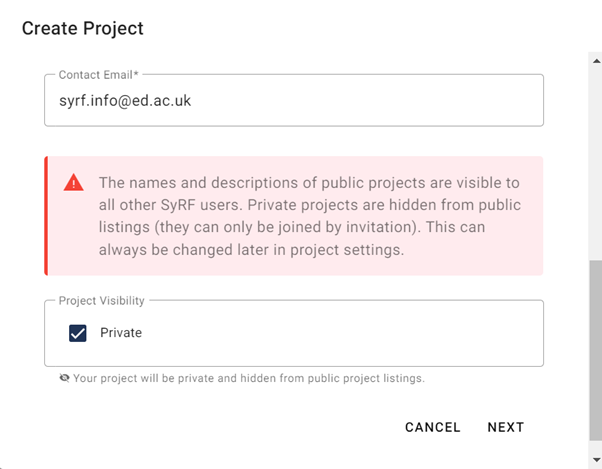 Create Project
Contact Email*
syrf.info@ed.ac.uk
The names and descriptions of public projects are visible to
all other SyRF users. Private projects are hidden from public
listings (they can only be joined by invitation). This can
always be changed later in project settings.
Project Visibility
Private
Your project will be private and hidden from public project listings.
CANCEL NEXT